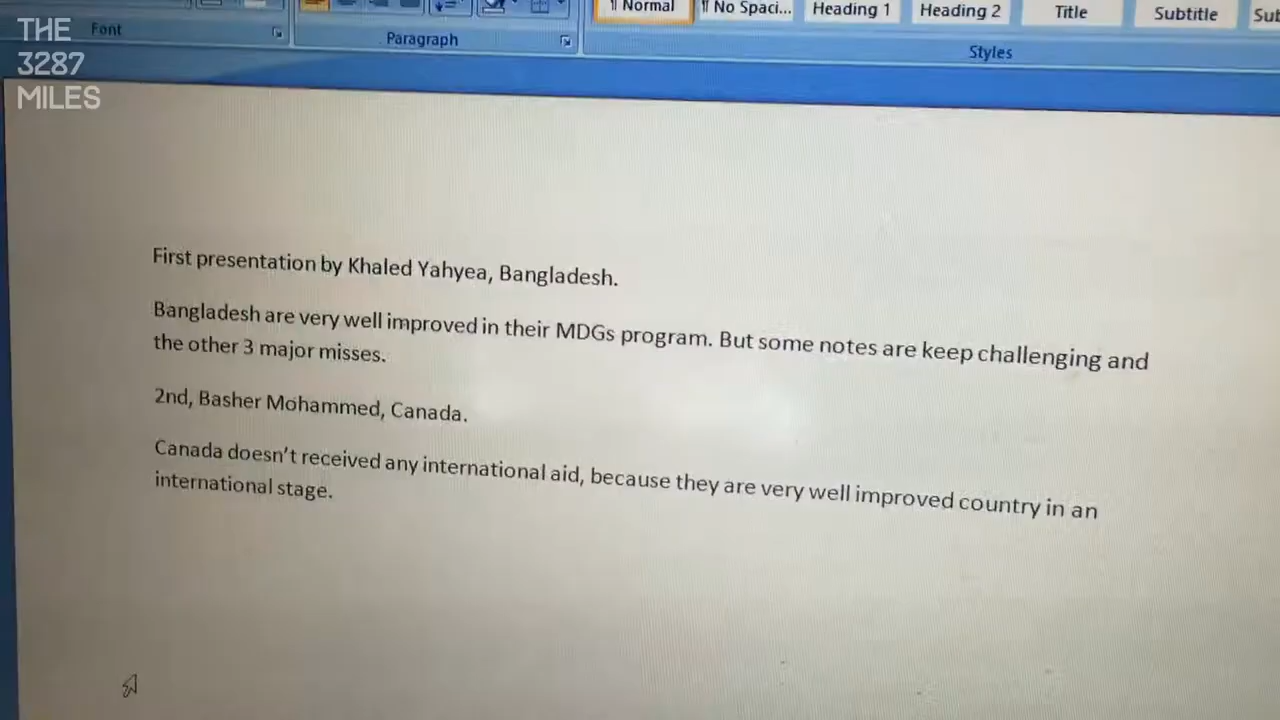 THE
3287
MILES
Font
Paragraph
Styles
¶ Normal
¶ No Spaci...
Heading 1
Heading 2
Title
Subtitle
First presentation by Khaled Yahyea, Bangladesh.
Bangladesh are very well improved in their MDGs program. But some notes are keep challenging and
the other 3 major misses.
2nd, Basher Mohammed, Canada.
Canada doesn't received any international aid, because they are very well improved country in an
international stage.